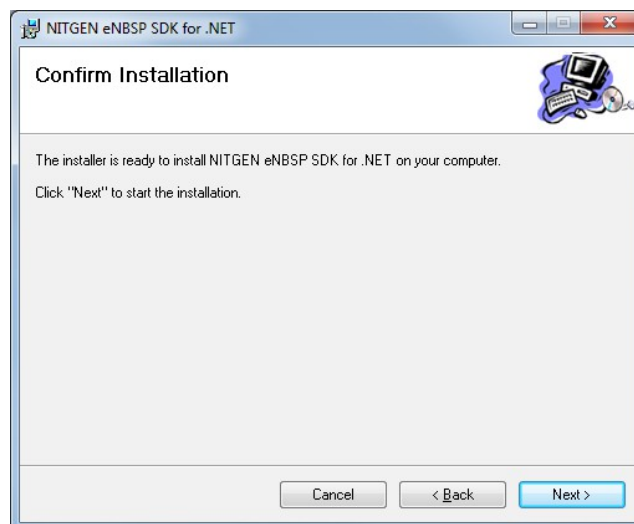 NITGEN eNBSP SDK for .NET
Confirm Installation
The installer is ready to install NITGEN eNBSP SDK for .NET on your computer.
Click "Next" to start the installation.
Cancel
< Back
Next >